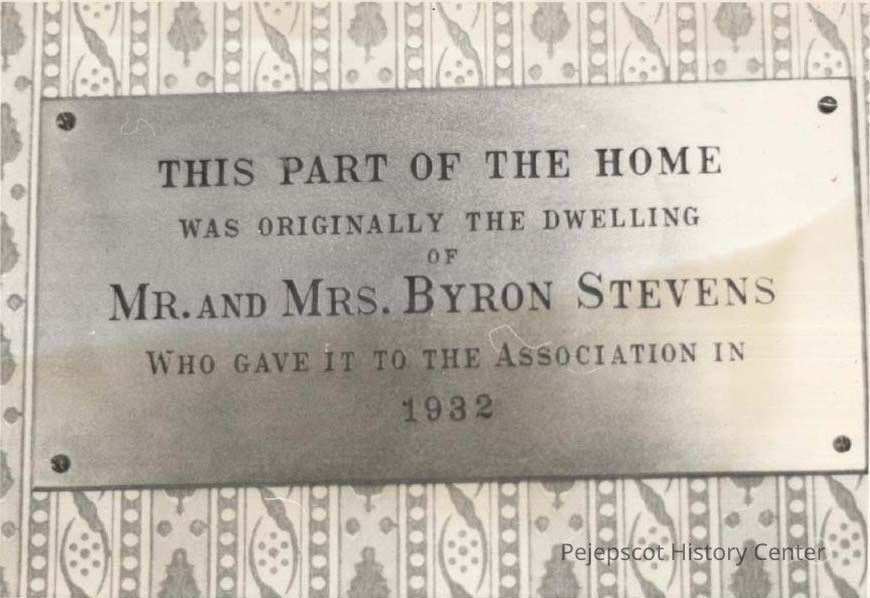 THIS PART OF THE HOME
WAS ORIGINALLY THE DWELLING
OF
MR. AND MRS. BYRON STEVENS
WHO GAVE IT TO THE ASSOCIATION IN
1932
Pejepscot History Center